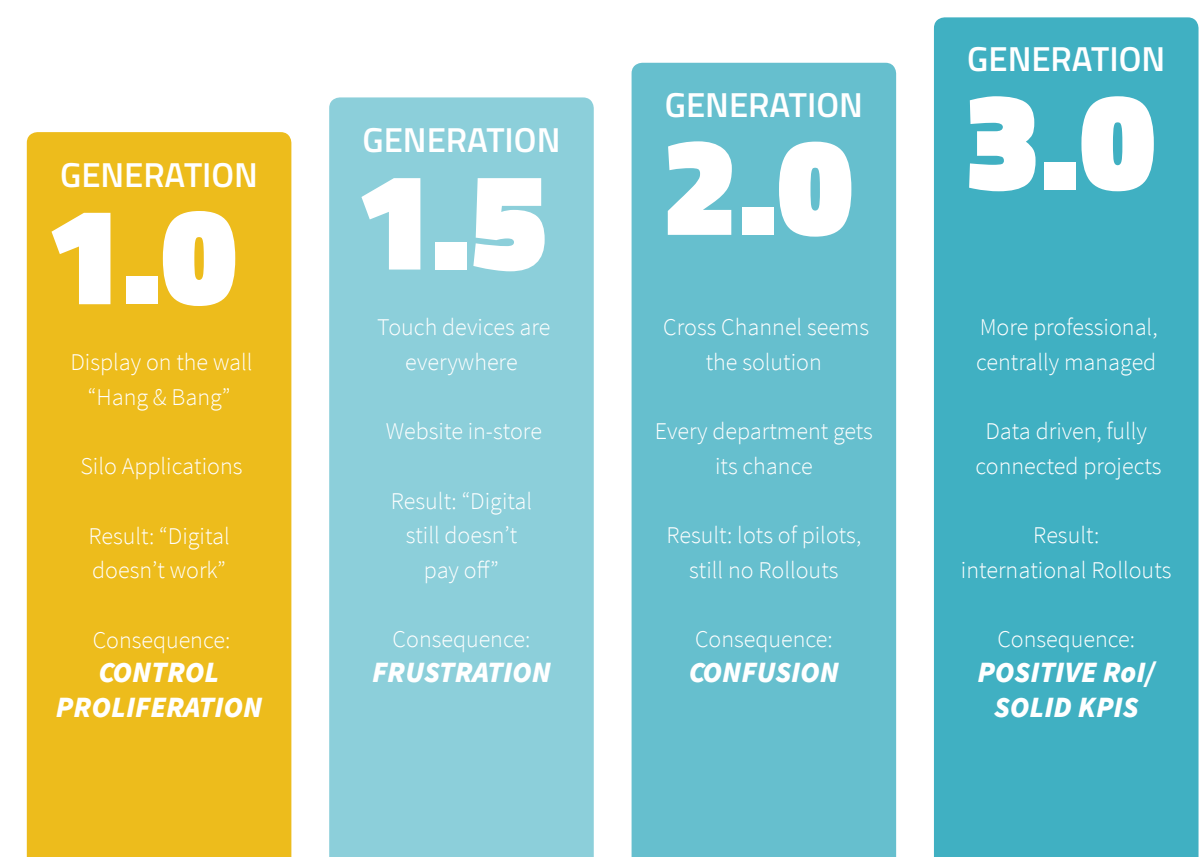 GENERATION
1.0
Display on the wall
“Hang & Bang”
Silo Applications
Result: “Digital
doesn’t work”
Consequence:
CONTROL
PROLIFERATION
GENERATION
1.5
Touch devices are
everywhere
Website in-store
Result: “Digital
still doesn’t
pay off”
Consequence:
FRUSTRATION
GENERATION
2.0
Cross Channel seems
the solution
Every department gets
its chance
Result: lots of pilots,
still no Rollouts
Consequence:
CONFUSION
GENERATION
3.0
More professional,
centrally managed
Data driven, fully
connected projects
Result:
international Rollouts
Consequence:
POSITIVE RoI/
SOLID KPIS